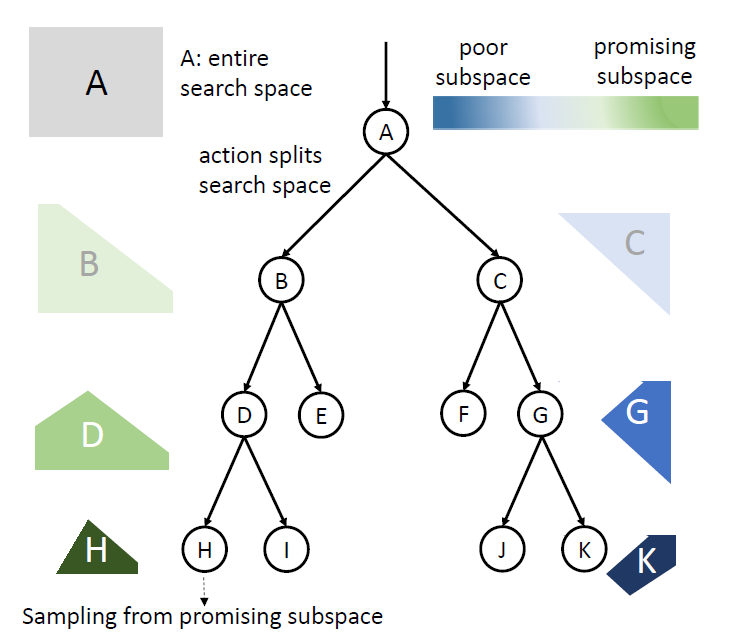 A
A: entire
search space
poor
subspace
promising
subspace
A
action splits
search space
B
C
B
C
D
G
D
E
F
G
H
K
H
I
J
K
Sampling from promising subspace